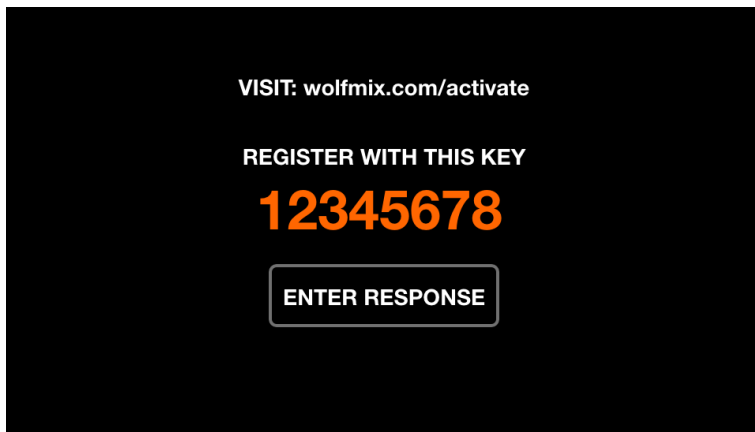 VISIT: wolfmix.com/activate
REGISTER WITH THIS KEY
12345678
ENTER RESPONSE